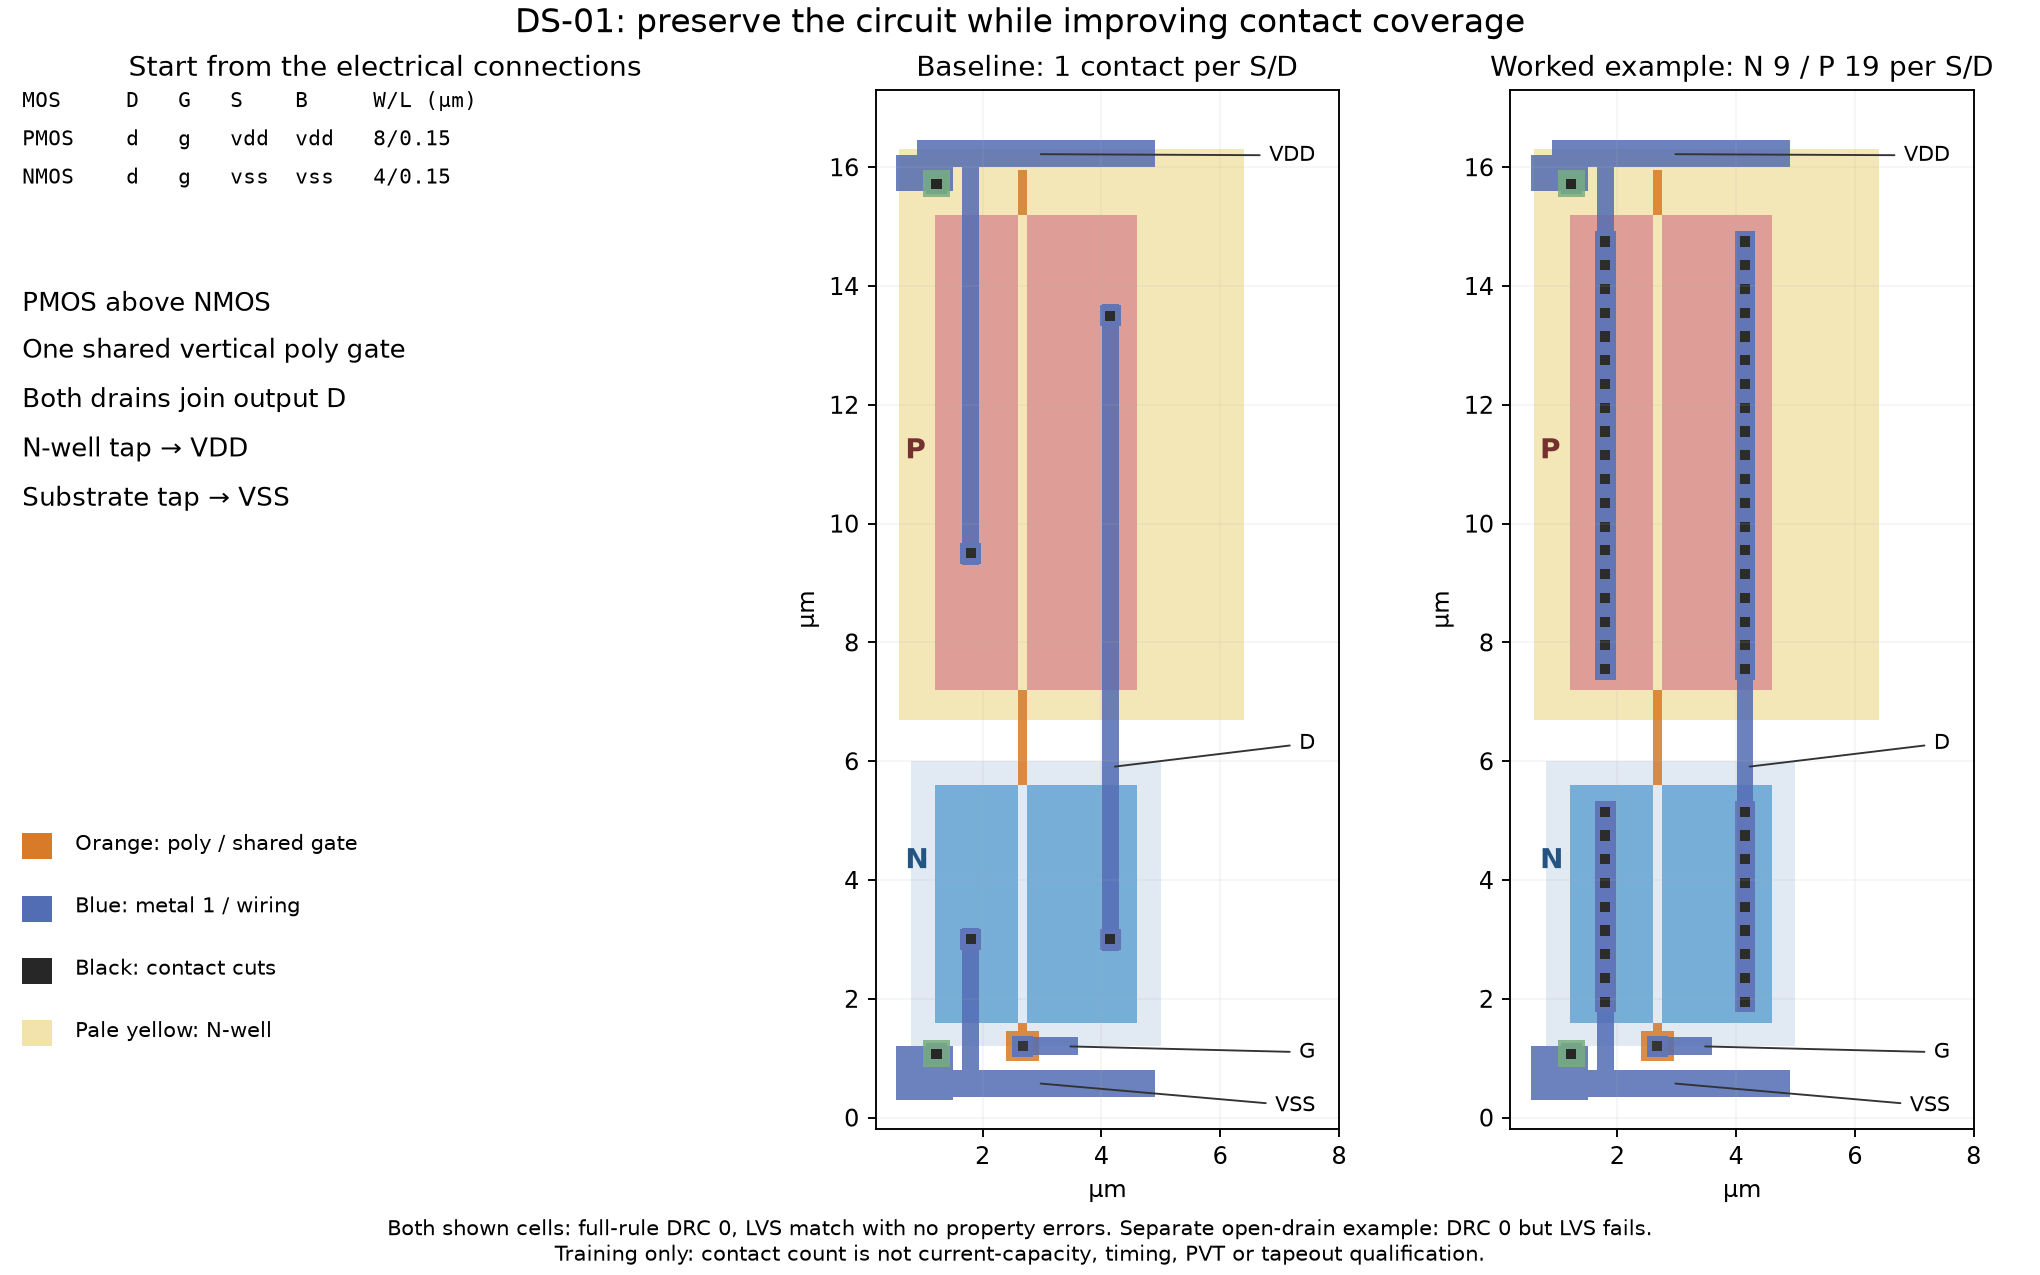 DS-01: preserve the circuit while improving contact coverage
Start from the electrical connections
MOS D G S B W/L (µm)
PMOS d g vdd vdd 8/0.15
NMOS d g vss vss 4/0.15
PMOS above NMOS
One shared vertical poly gate
Both drains join output D
N-well tap → VDD
Substrate tap → VSS
Orange: poly / shared gate
Blue: metal 1 / wiring
Black: contact cuts
Pale yellow: N-well
Baseline: 1 contact per S/D
VDD
P
D
N
G
VSS
16
14
12
10
8
6
4
2
0
2 4 6 8
µm
µm
Worked example: N 9 / P 19 per S/D
VDD
P
D
N
G
VSS
16
14
12
10
8
6
4
2
0
2 4 6 8
µm
µm
Both shown cells: full-rule DRC 0, LVS match with no property errors. Separate open-drain example: DRC 0 but LVS fails.
Training only: contact count is not current-capacity, timing, PVT or tapeout qualification.